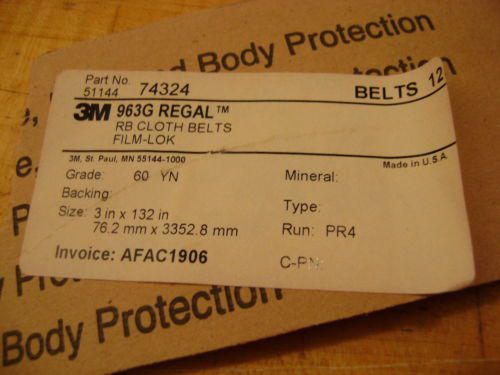 Body Protection
Part No. 74324
51144
BELTS 12
3M 963G REGAL™
RB CLOTH BELTS
FILM-LOK
3M, St. Paul, MN 55144-1000
Made in U.S.A.
Grade: 60 YN
Mineral:
Backing:
Size: 3 in x 132 in
Type:
76.2 mm x 3352.8 mm
Run: PR4
Invoice: AFAC1906
C-PN:
Body Protection